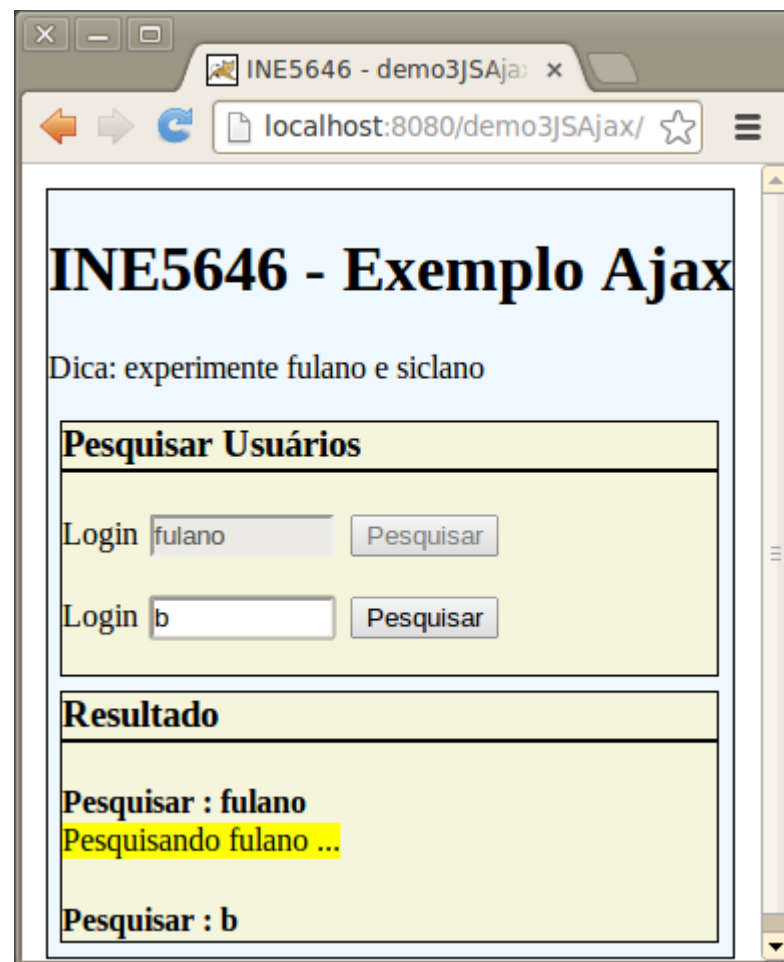 INE5646 - demo3JSAja
localhost:8080/demo3JSAjax/
INE5646 - Exemplo Ajax
Dica: experimente fulano e siclano
Pesquisar Usuários
Login fulano Pesquisar
Login b Pesquisar
Resultado
Pesquisar : fulano
Pesquisando fulano ...
Pesquisar : b